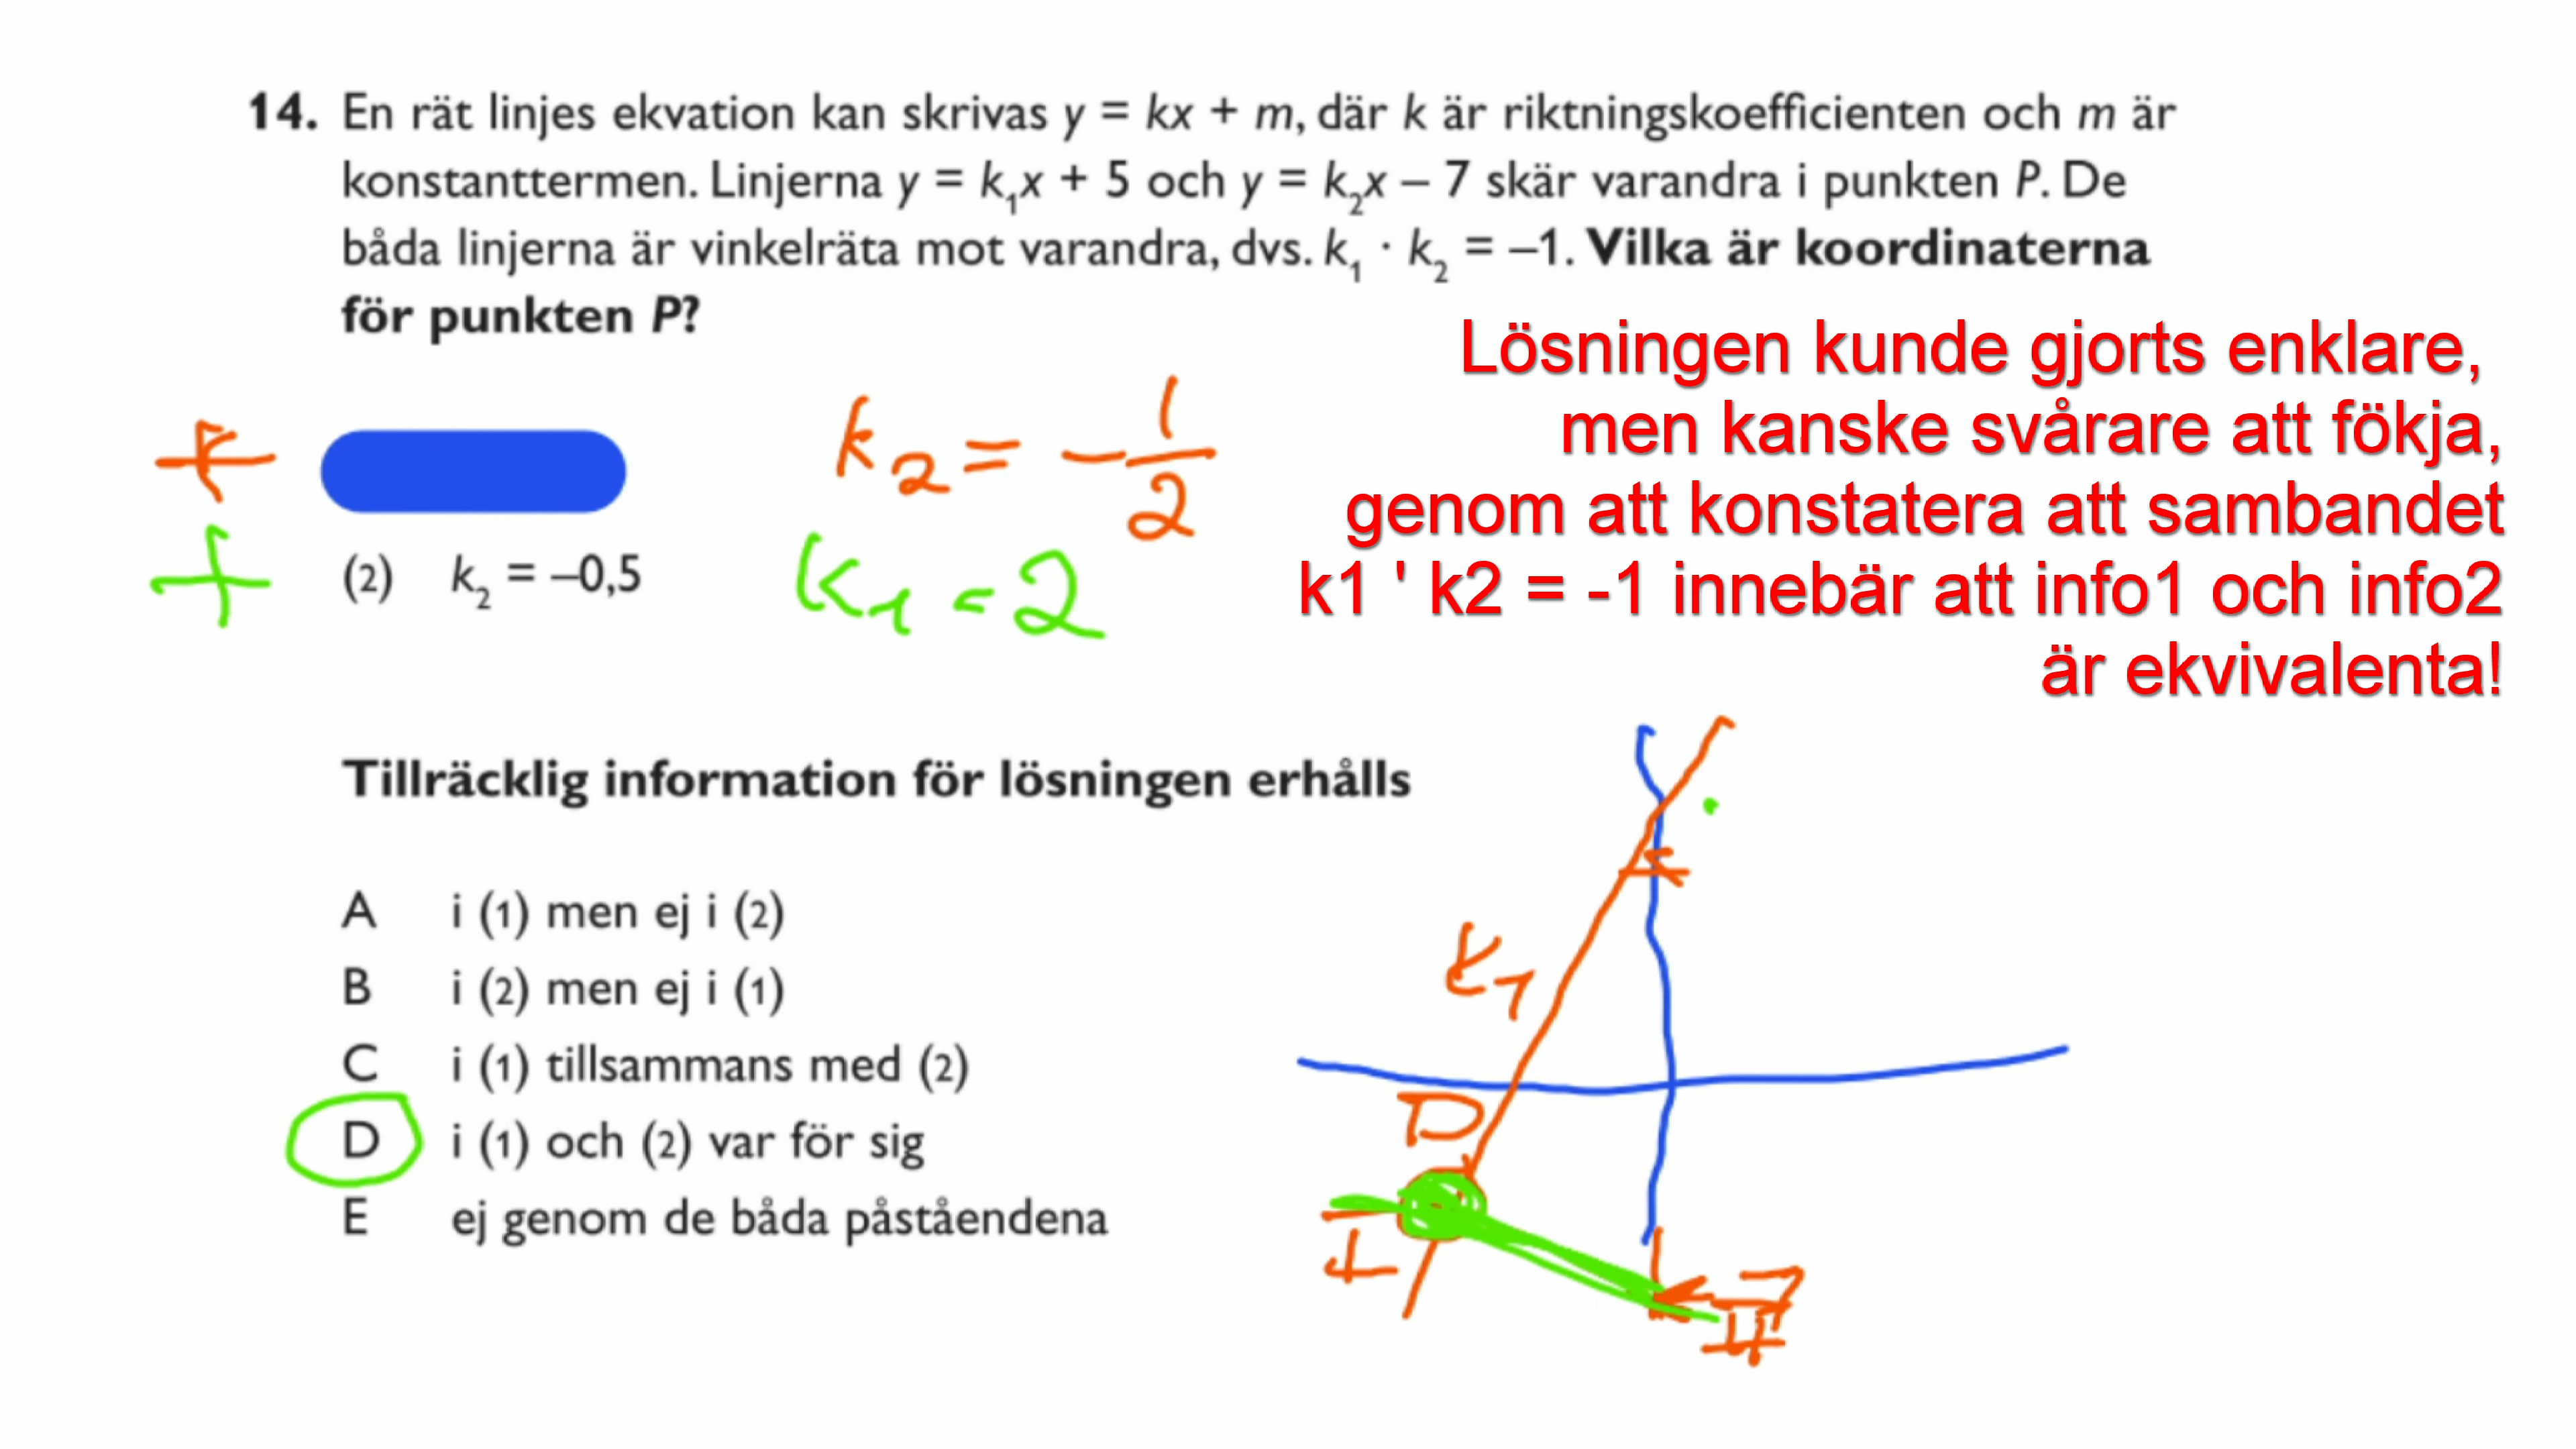 14. En rät linjes ekvation kan skrivas y = kx + m, där k är riktningskoefficienten och m är
konstanttermen. Linjerna y = k₁x + 5 och y = k₂x – 7 skär varandra i punkten P. De
båda linjerna är vinkelräta mot varandra, dvs. k₁ · k₂ = –1. Vilka är koordinaterna
för punkten P?
Lösningen kunde gjorts enklare,
men kanske svårare att fökja,
genom att konstatera att sambandet
k1 ' k2 = -1 innebär att info1 och info2
är ekvivalenta!
k₂ = -1/2
(2) k₂ = –0,5
k₁ = 2
Tillräcklig information för lösningen erhålls
A i (1) men ej i (2)
B i (2) men ej i (1)
C i (1) tillsammans med (2)
D i (1) och (2) var för sig
E ej genom de båda påståendena
k₁
P